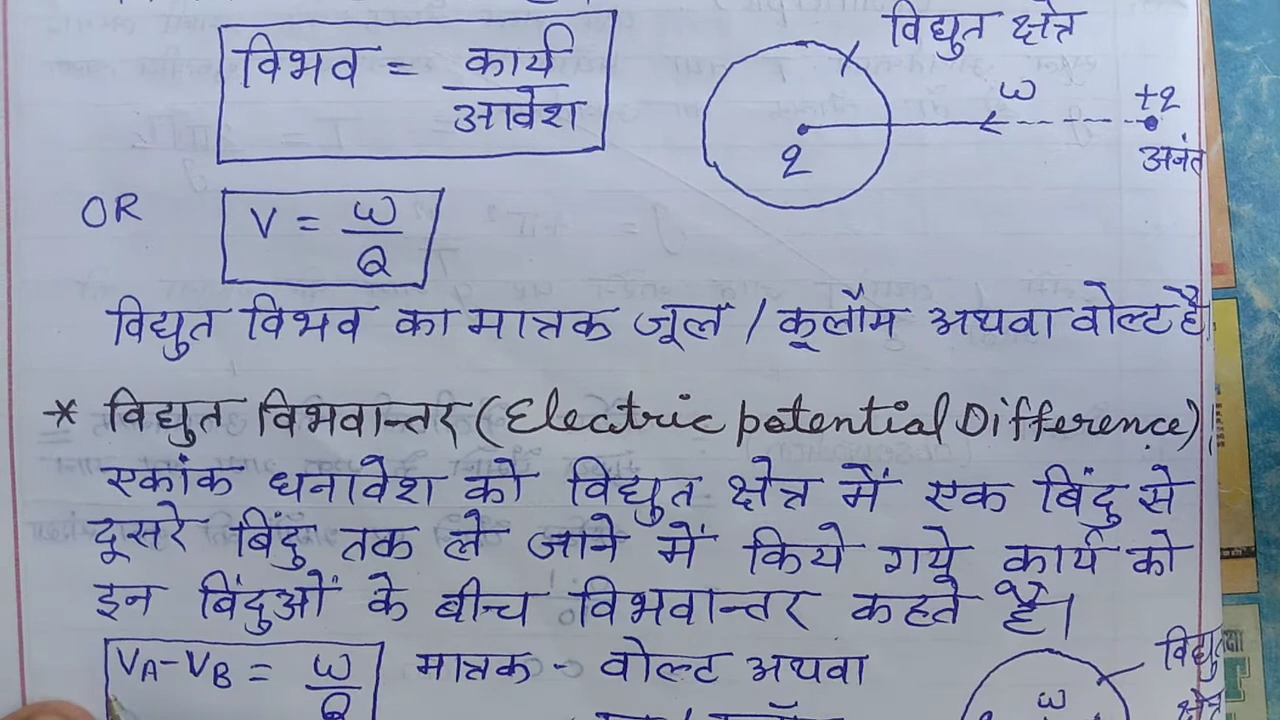 विभव = कार्य / आवेश
विद्युत क्षेत्र
w
+q
q
अनंत
OR V = w / Q
विद्युत विभव का मात्रक जूल / कूलॉम अथवा वोल्ट है
* विद्युत विभवान्तर (Electric potential Difference)
एकांक धनावेश को विद्युत क्षेत्र में एक बिंदु से
दूसरे बिंदु तक ले जाने में किये गये कार्य को
इन बिंदुओं के बीच विभवान्तर कहते हैं।
VA-VB = w / Q मात्रक - वोल्ट अथवा
विद्युत
क्षेत्र
w